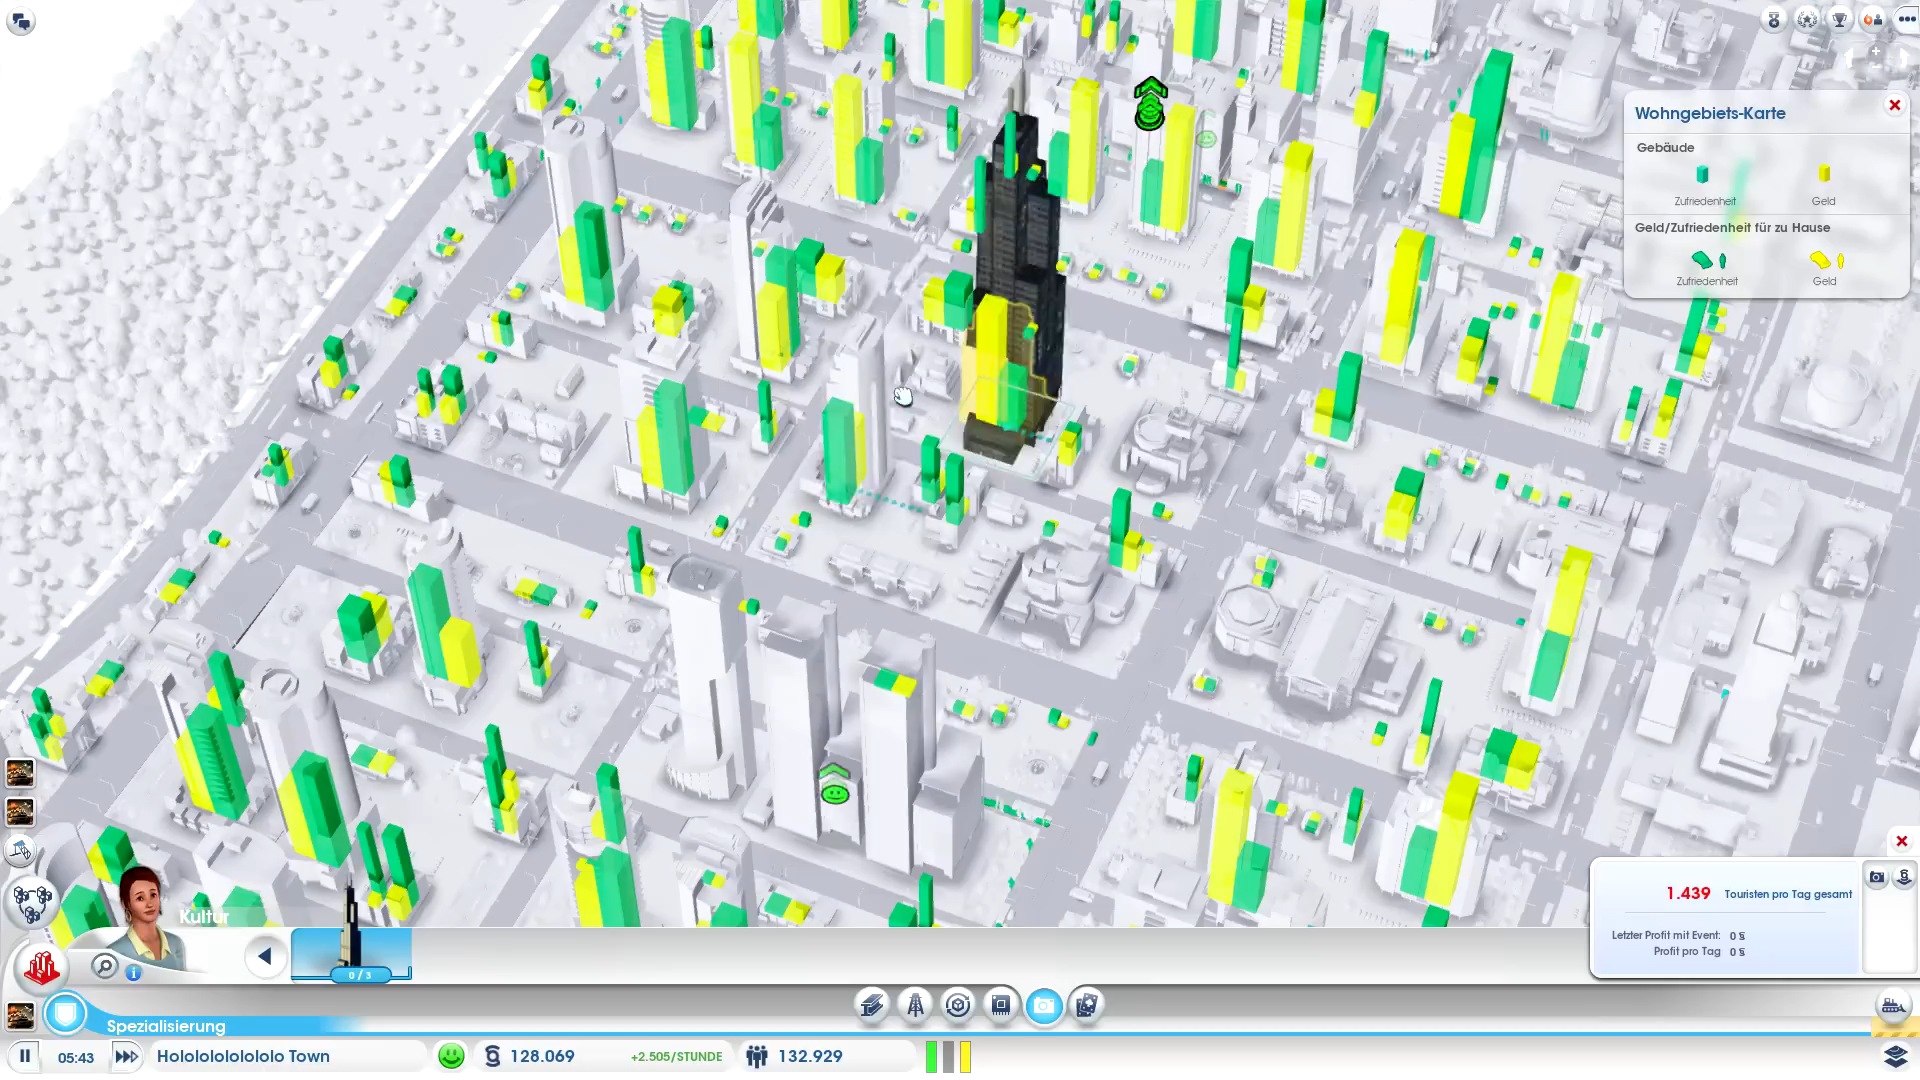 Wohngebiets-Karte
Gebäude
Zufriedenheit
Geld
Geld/Zufriedenheit für zu Hause
Zufriedenheit
Geld
1.439 Touristen pro Tag gesamt
Letzter Profit mit Event: 0 §
Profit pro Tag 0 §
Kultur
0 / 3
Spezialisierung
05:43
Hololololololo Town
128.069
+2.505/STUNDE
132.929